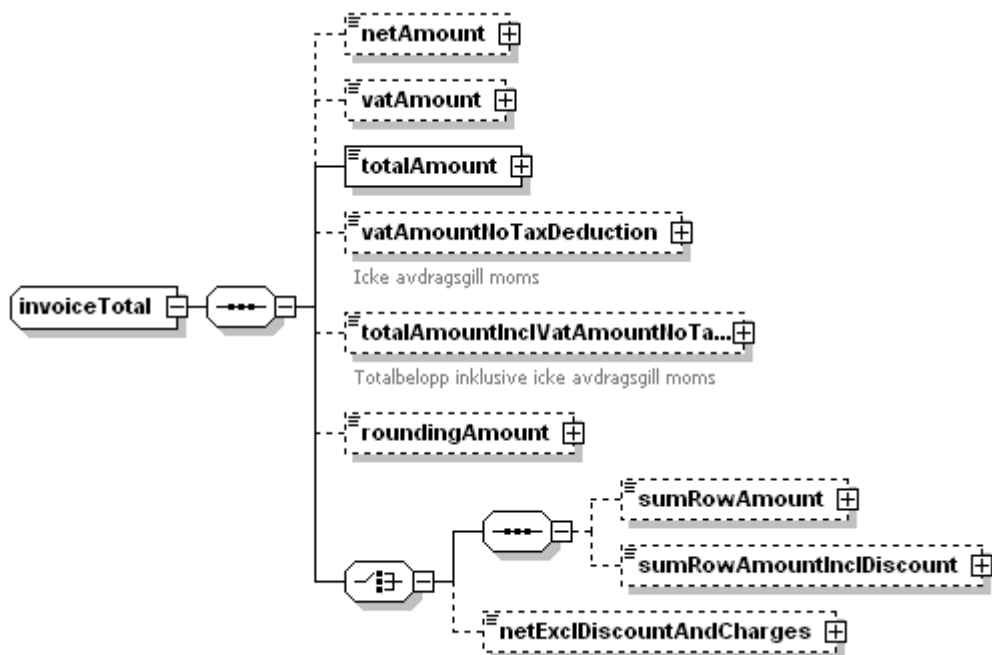 netAmount
vatAmount
totalAmount
vatAmountNoTaxDeduction
Icke avdragsgill moms
invoiceTotal
totalAmountInclVatAmountNoTa...
Totalbelopp inklusive icke avdragsgill moms
roundingAmount
sumRowAmount
sumRowAmountInclDiscount
netExclDiscountAndCharges